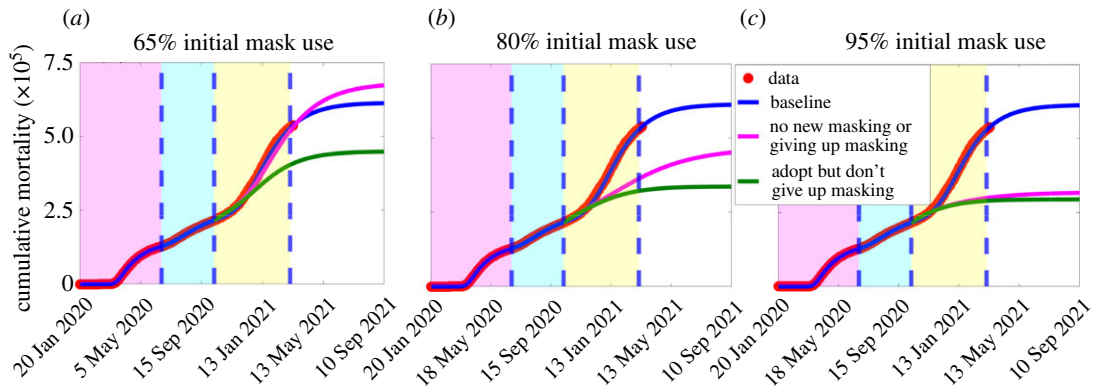 (a)
65% initial mask use
cumulative mortality (×10⁵)
7.5
5.0
2.5
0
20 Jan 2020
5 May 2020
15 Sep 2020
13 Jan 2021
13 May 2021
10 Sep 2021
(b)
80% initial mask use
20 Jan 2020
18 May 2020
15 Sep 2020
13 Jan 2021
13 May 2021
10 Sep 2021
(c)
95% initial mask use
data
baseline
no new masking or
giving up masking
adopt but don't
give up masking
20 Jan 2020
18 May 2020
15 Sep 2020
13 Jan 2021
13 May 2021
10 Sep 2021